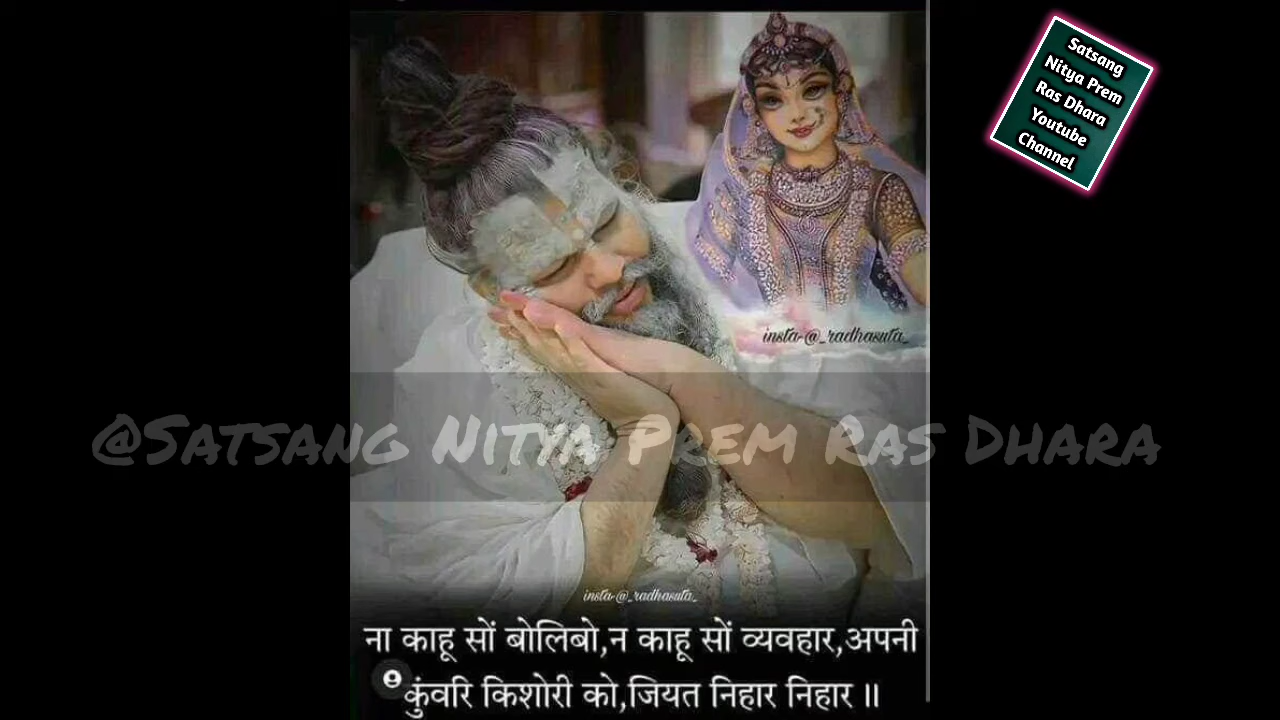 Satsang
Nitya Prem
Ras Dhara
Youtube
Channel
insta-@_radhasuta_
@Satsang Nitya Prem Ras Dhara
insta-@_radhasuta_
ना काहू सों बोलिबो,न काहू सों व्यवहार,अपनी
कुंवरि किशोरी को,जियत निहार निहार ॥